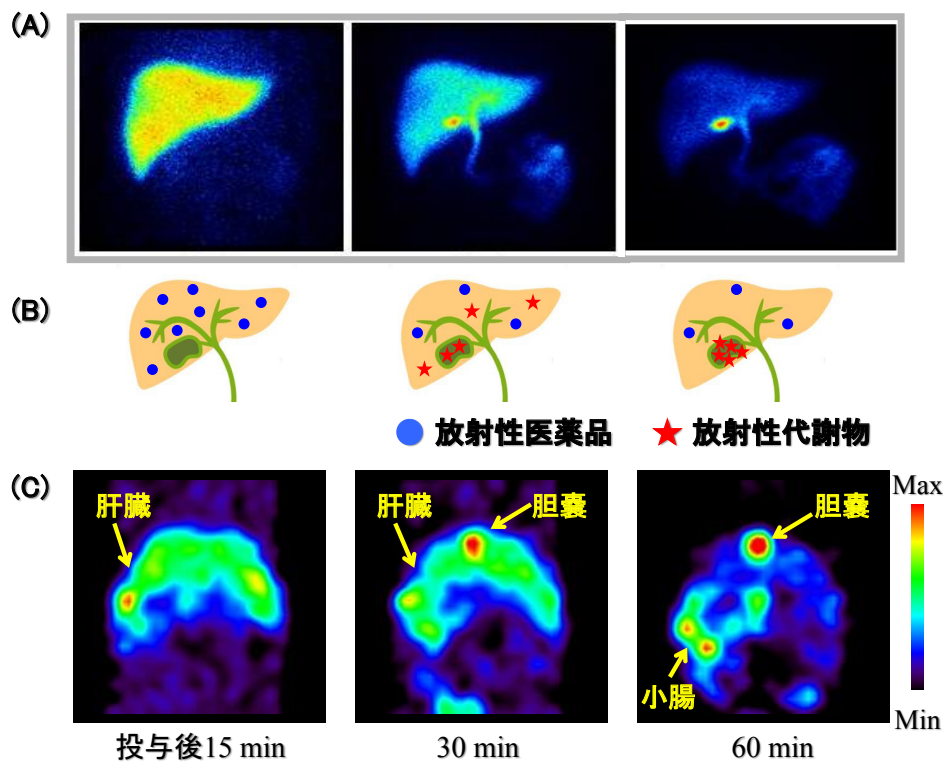 (A)
(B)
放射性医薬品
放射性代謝物
(C)
肝臓
肝臓
胆嚢
胆嚢
小腸
Max
Min
投与後15 min
30 min
60 min